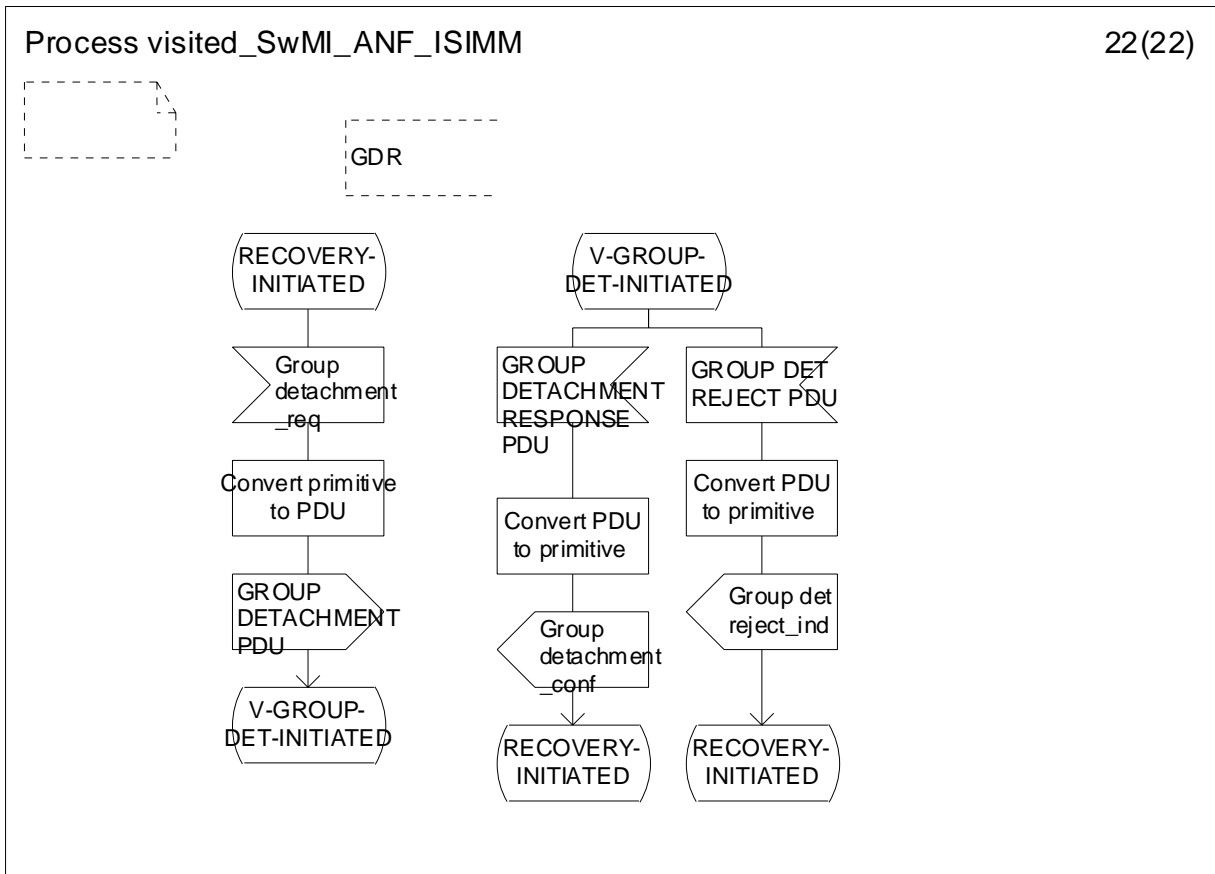 Process visited_SwMI_ANF_ISIMM
22(22)
GDR
RECOVERY-
INITIATED
Group
detachment
_req
Convert primitive
to PDU
GROUP
DETACHMENT
PDU
V-GROUP-
DET-INITIATED
V-GROUP-
DET-INITIATED
GROUP
DETACHMENT
RESPONSE
PDU
Convert PDU
to primitive
Group
detachment
_conf
RECOVERY-
INITIATED
GROUP DET
REJECT PDU
Convert PDU
to primitive
Group det
reject_ind
RECOVERY-
INITIATED